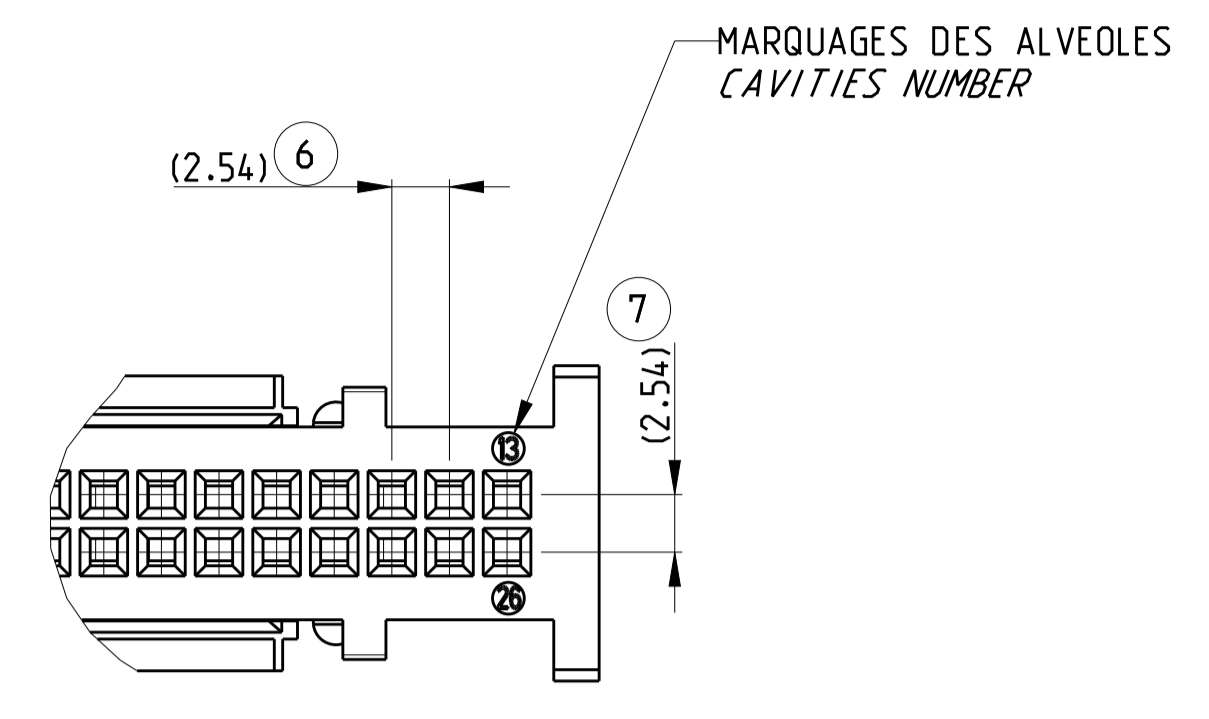 MARQUAGES DES ALVEOLES
CAVITIES NUMBER
(2.54) 6
7
(2.54)
13
26